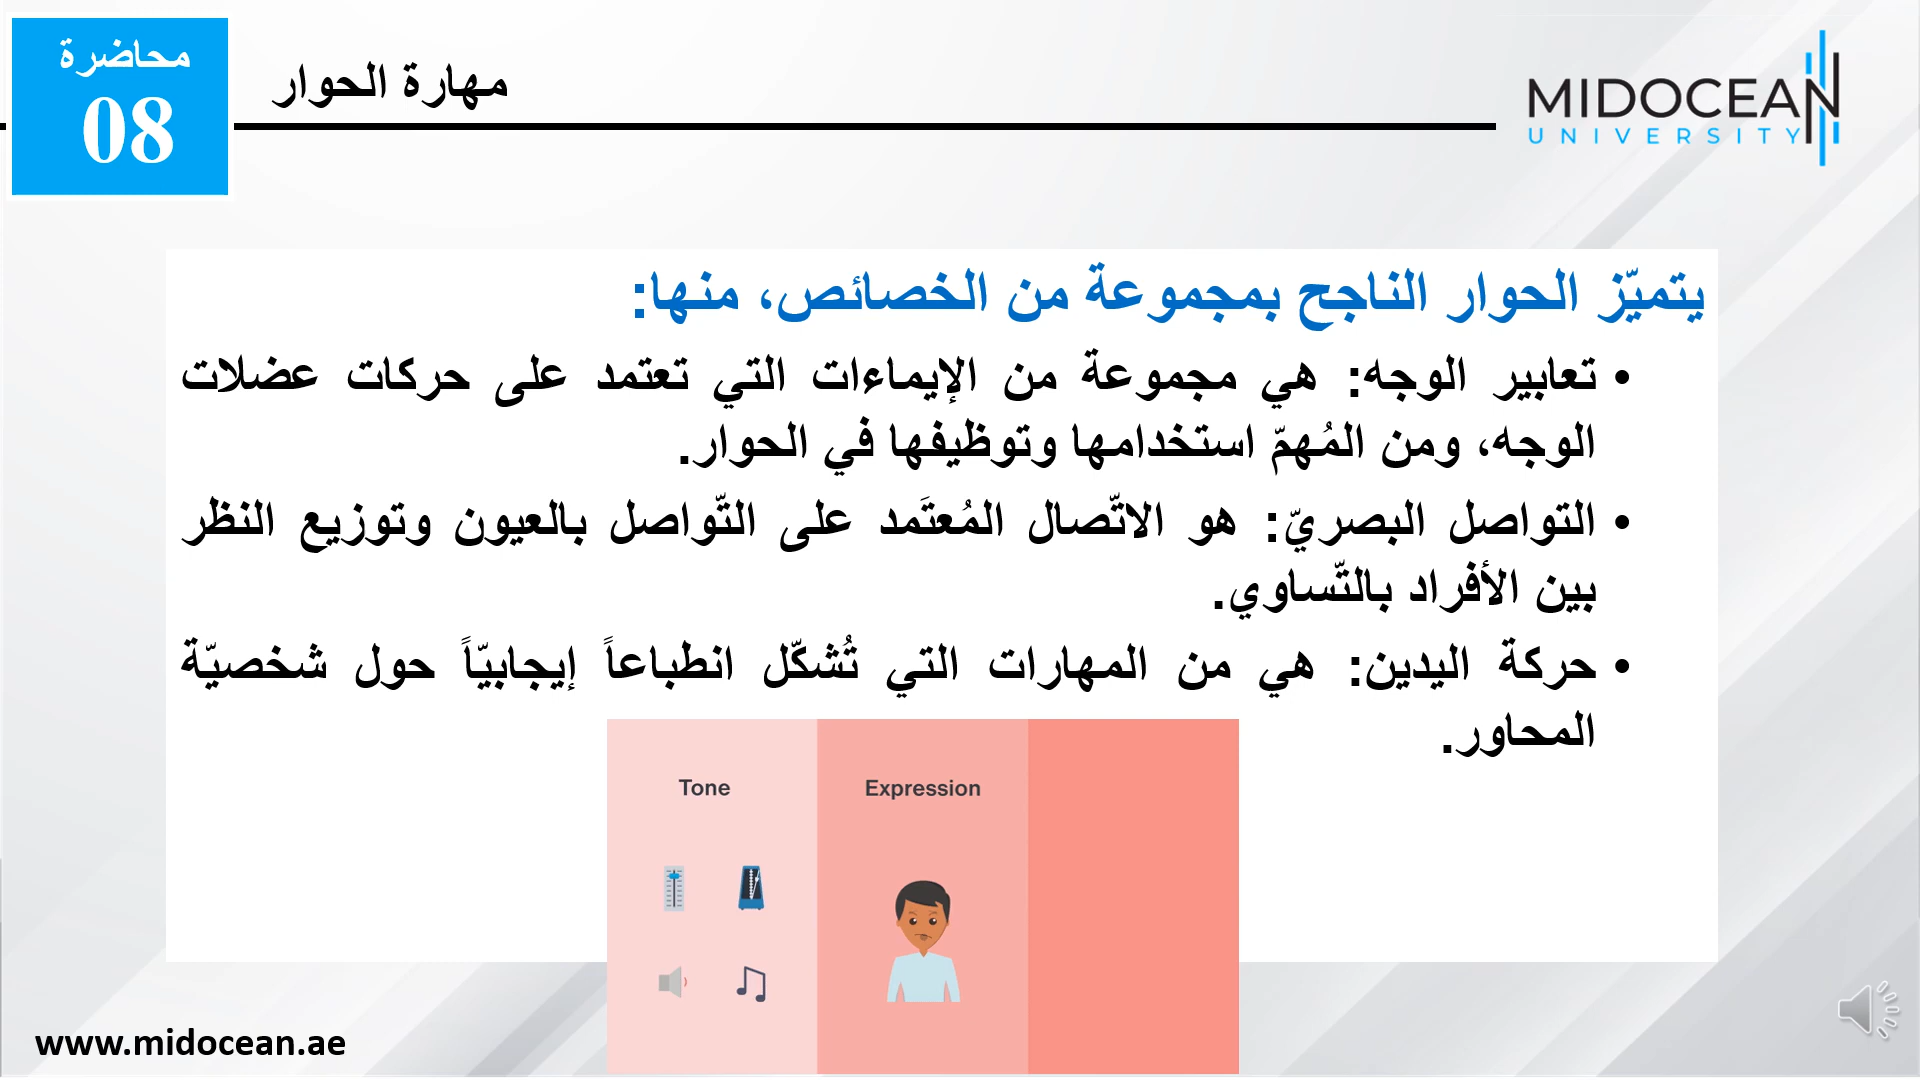 محاضرة
08
مهارة الحوار
MIDOCEAN
UNIVERSITY
يتميّز الحوار الناجح بمجموعة من الخصائص، منها:
• تعابير الوجه: هي مجموعة من الإيماءات التي تعتمد على حركات عضلات
الوجه، ومن المُهمّ استخدامها وتوظيفها في الحوار.
• التواصل البصريّ: هو الاتّصال المُعتَمد على التّواصل بالعيون وتوزيع النظر
بين الأفراد بالتّساوي.
• حركة اليدين: هي من المهارات التي تُشكّل انطباعاً إيجابيّاً حول شخصيّة
المحاور.
Tone
Expression
www.midocean.ae